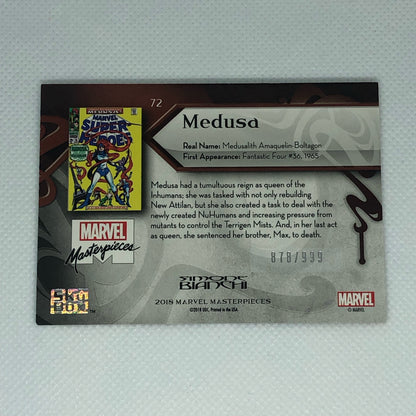 72
Medusa
MARVEL
SUPER-
HEROES
Real Name: Medusalith Amaquelin-Boltagon
First Appearance: Fantastic Four #36, 1965
Medusa had a tumultuous reign as queen of the
Inhumans; she was tasked with not only rebuilding
New Attilan, but she also created a task to deal with the
newly created NuHumans and increasing pressure from
mutants to control the Terrigen Mists. And, in her last
act as queen, she sentenced her brother, Max, to death.
MARVEL
Masterpieces
878/999
SIMONE
BIANCHI
2018 MARVEL MASTERPIECES
©2018 UDC. Printed in the USA.
MARVEL
© MARVEL